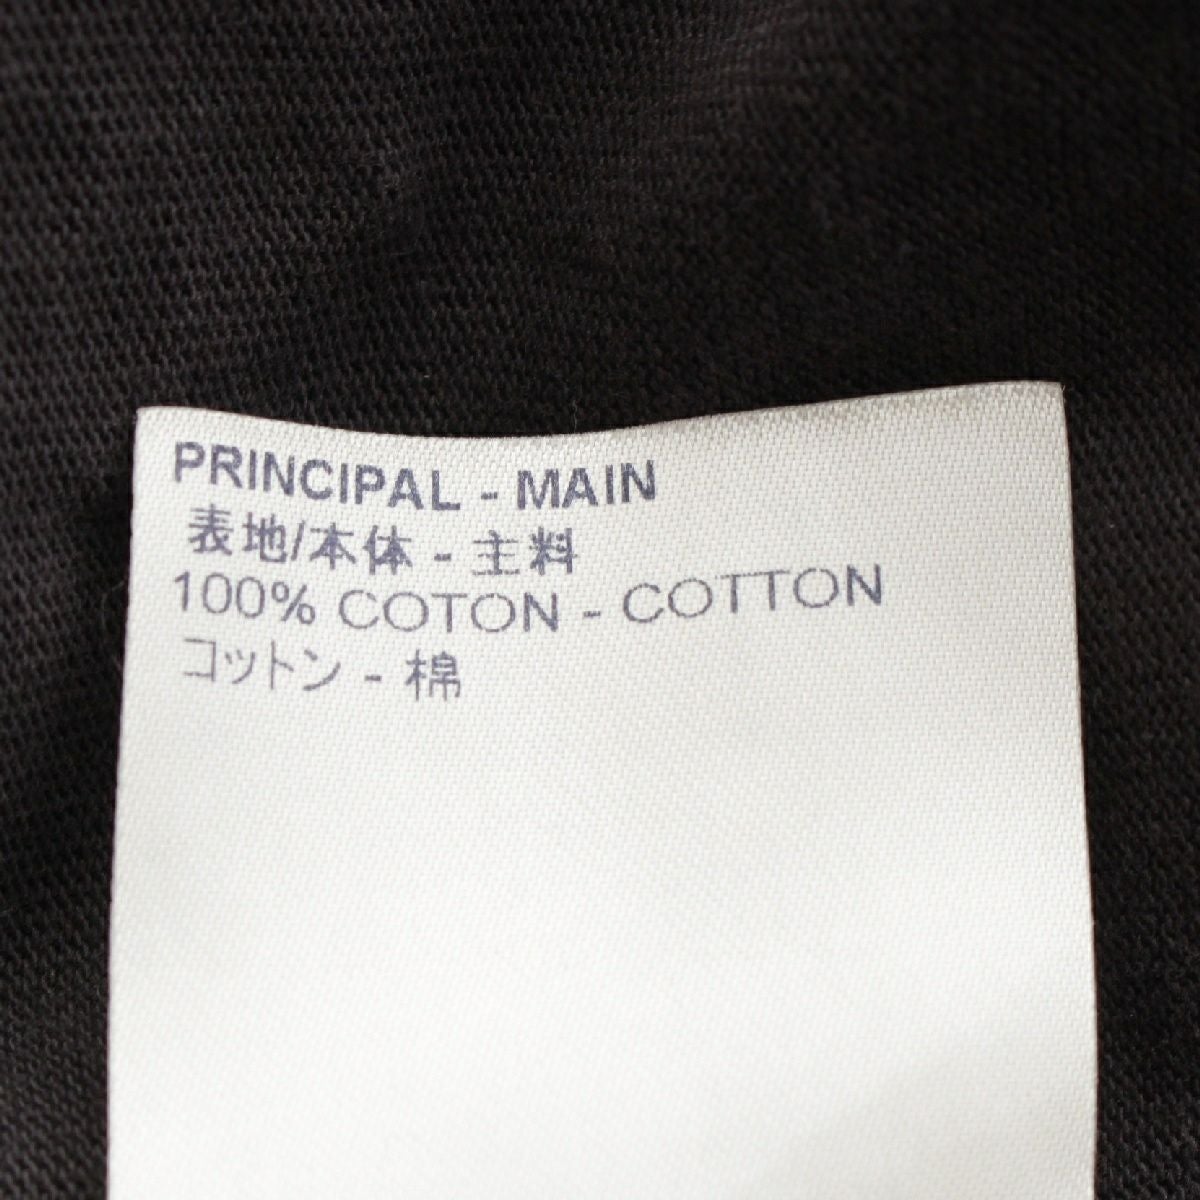 PRINCIPAL - MAIN
表地/本体 - 主料
100% COTON - COTTON
コットン - 棉